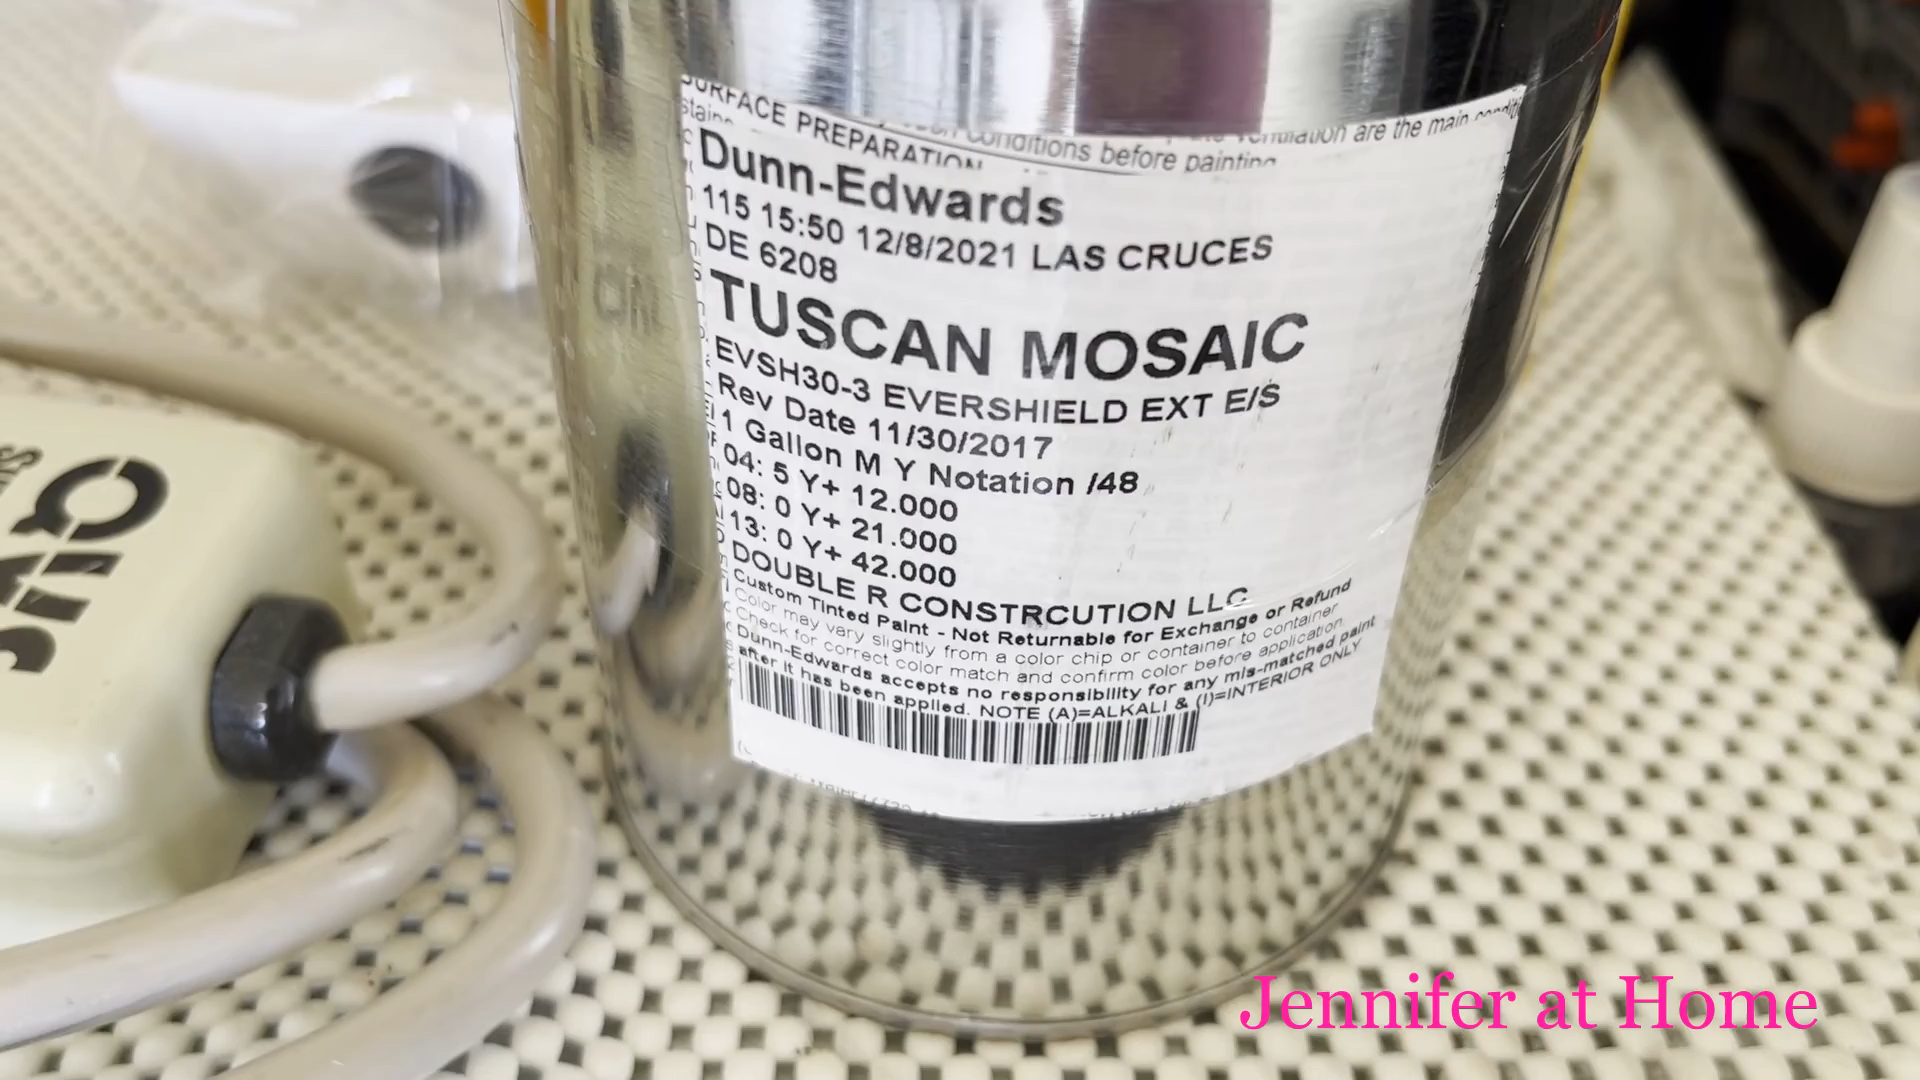 SURFACE PREPARATION
conditions before painting
ventilation are the main
Dunn-Edwards
115 15:50 12/8/2021 LAS CRUCES
DE 6208
TUSCAN MOSAIC
EVSH30-3 EVERSHIELD EXT E/S
Rev Date 11/30/2017
1 Gallon M Y Notation /48
04: 5 Y+ 12.000
08: 0 Y+ 21.000
13: 0 Y+ 42.000
DOUBLE R CONSTRCUTION LLC
Custom Tinted Paint - Not Returnable for Exchange or Refund
Color may vary slightly from a color chip or container to container
Check for correct color match and confirm color before application.
Dunn-Edwards accepts no responsibility for any mis-matched paint
after it has been applied. NOTE (A)=ALKALI & (I)=INTERIOR ONLY
Jennifer at Home